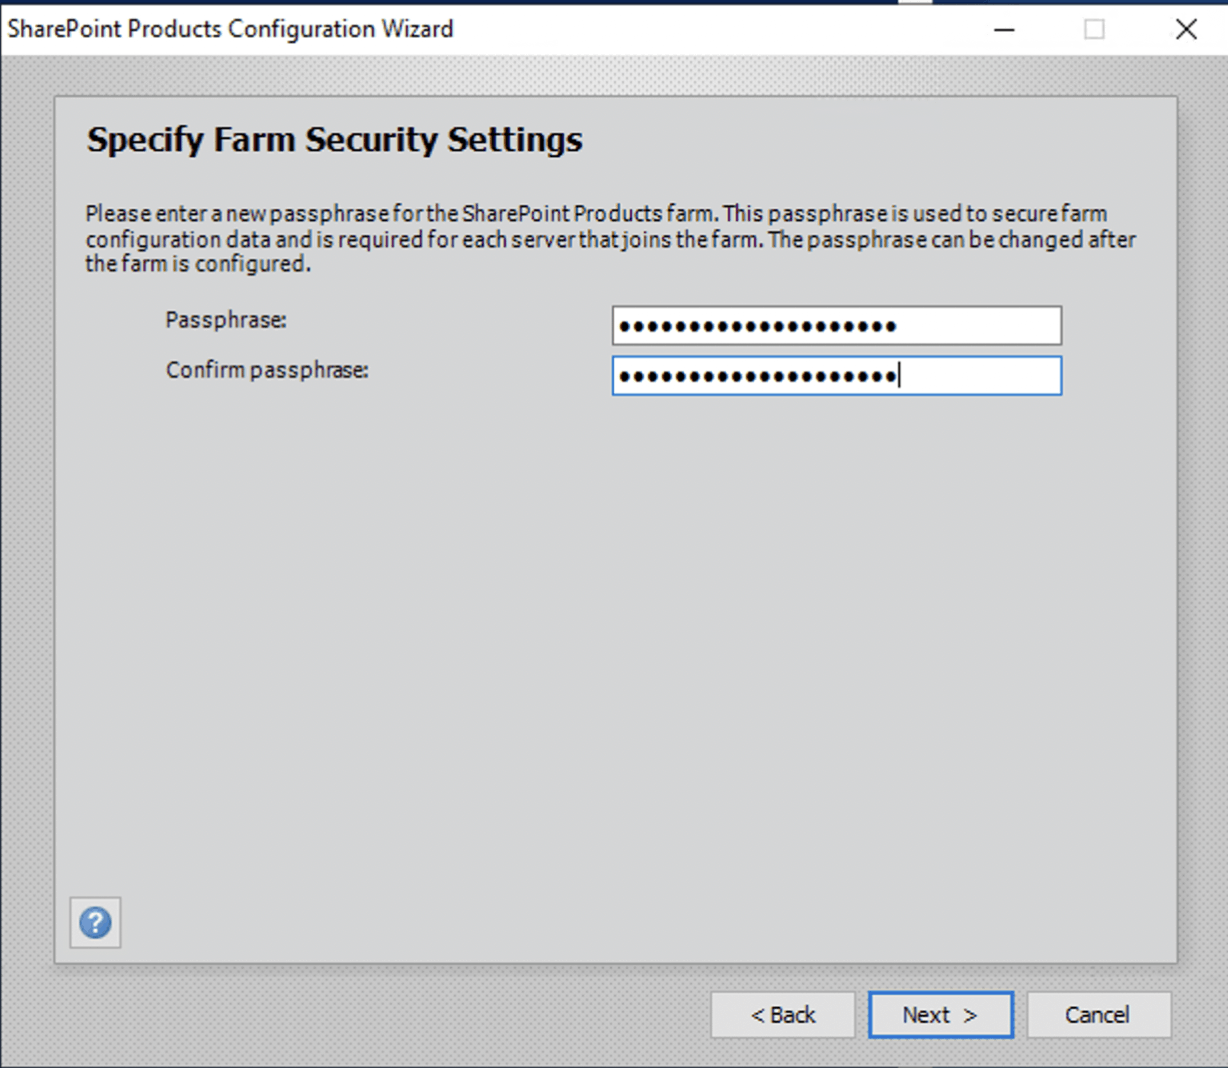 SharePoint Products Configuration Wizard
Specify Farm Security Settings
Please enter a new passphrase for the SharePoint Products farm. This passphrase is used to secure farm
configuration data and is required for each server that joins the farm. The passphrase can be changed after
the farm is configured.
Passphrase: ●●●●●●●●●●●●●●●●●●●●
Confirm passphrase: ●●●●●●●●●●●●●●●●●●●●
?
< Back Next > Cancel